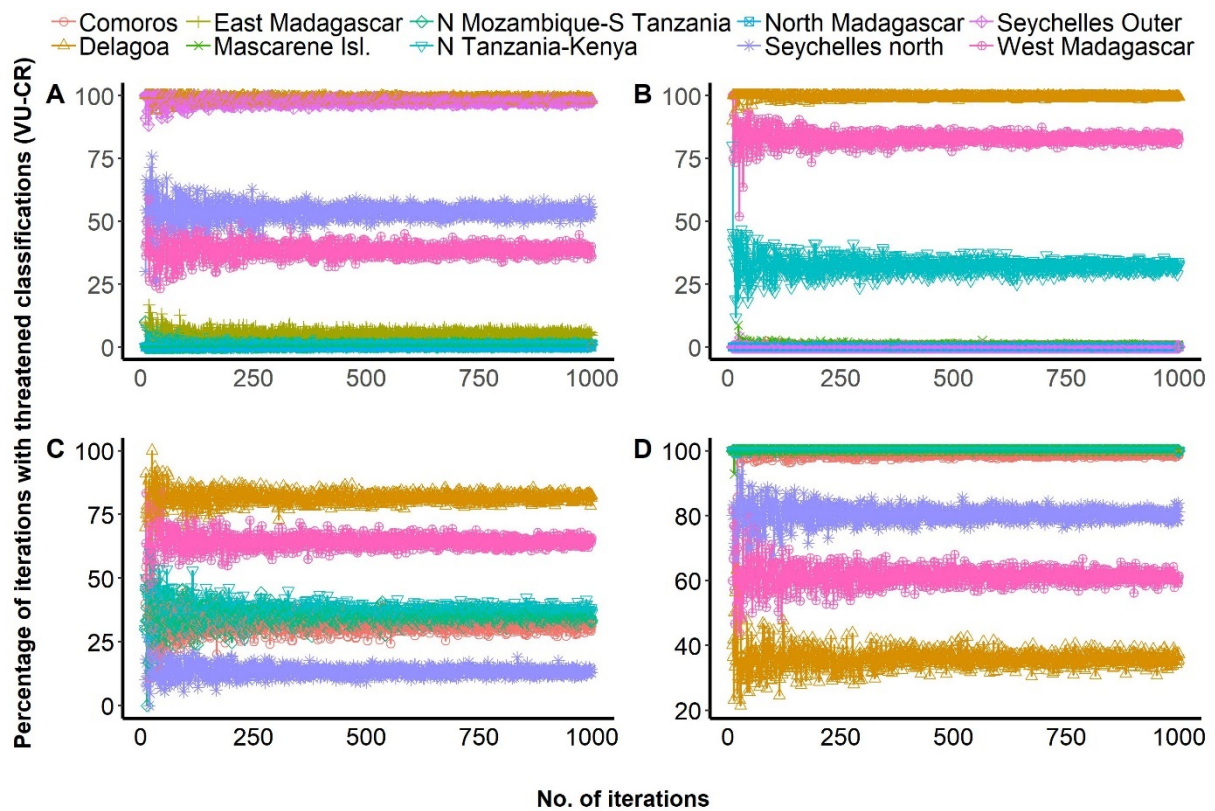 Comoros East Madagascar N Mozambique-S Tanzania North Madagascar Seychelles Outer
Delagoa Mascarene Isl. N Tanzania-Kenya Seychelles north West Madagascar
Percentage of iterations with threatened classifications (VU-CR)
A
100
75
50
25
0
0 250 500 750 1000
B
100
75
50
25
0
0 250 500 750 1000
C
100
75
50
25
0
0 250 500 750 1000
D
100
80
60
40
20
0 250 500 750 1000
No. of iterations